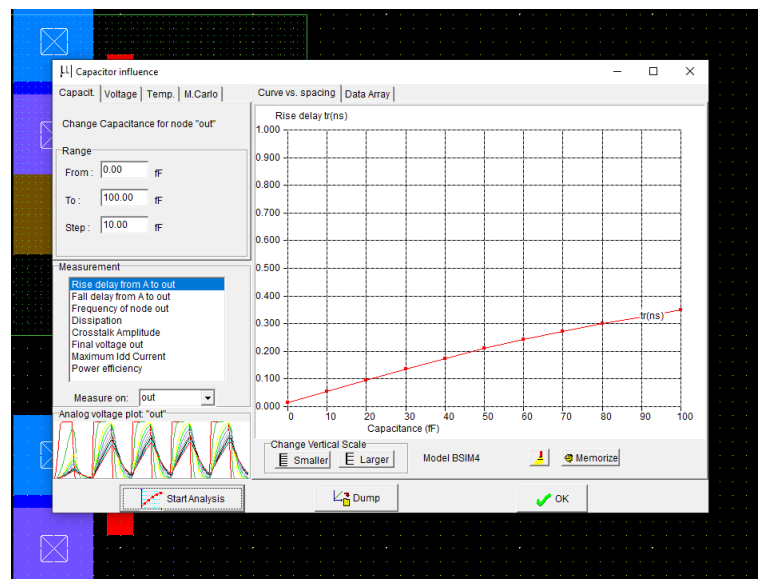 Capacitor influence
Capacit. Voltage Temp. M.Carlo
Change Capacitance for node "out"
Range
From : 0.00 fF
To : 100.00 fF
Step : 10.00 fF
Measurement
Rise delay from A to out
Fall delay from A to out
Frequency of node out
Dissipation
Crosstalk Amplitude
Final voltage out
Maximum Idd Current
Power efficiency
Measure on: out
Analog voltage plot: "out"
Curve vs. spacing Data Array
Rise delay tr(ns)
1.000
0.900
0.800
0.700
0.600
0.500
0.400
0.300
0.200
0.100
0.000
tr(ns)
0 10 20 30 40 50 60 70 80 90 100
Capacitance (fF)
Change Vertical Scale
Smaller Larger Model BSIM4 Memorize
Start Analysis Dump OK